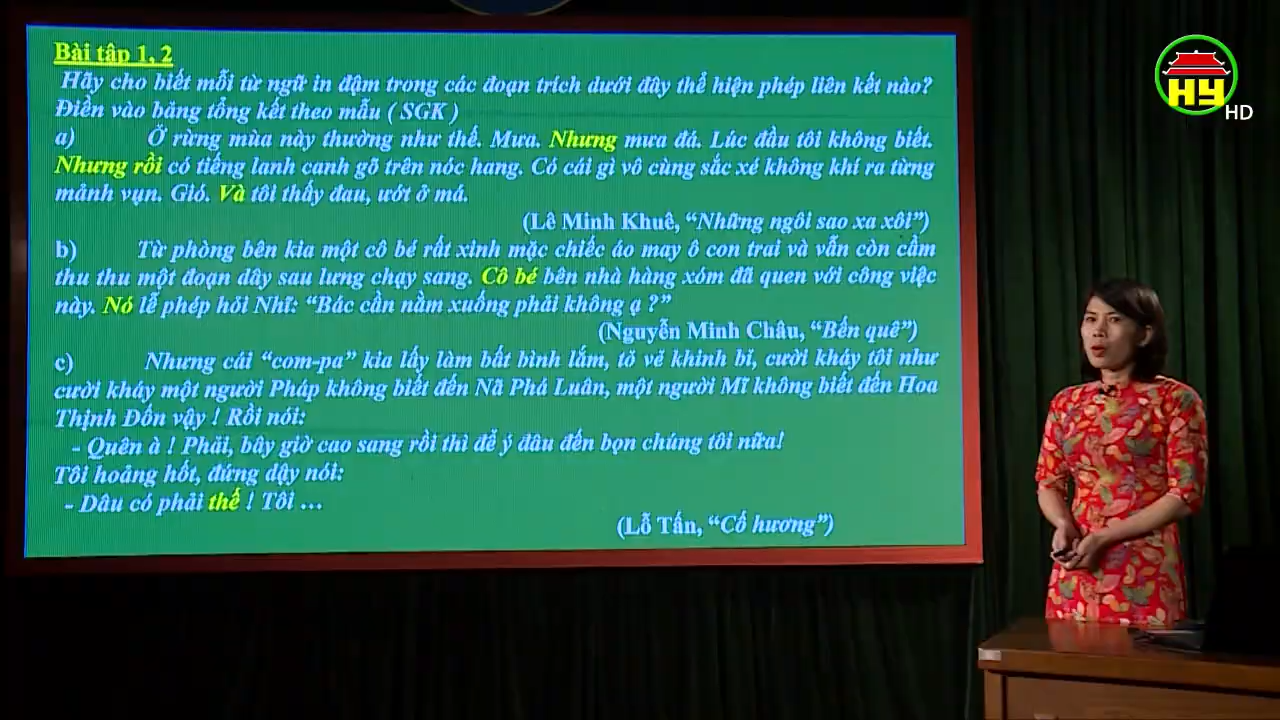 Bài tập 1, 2
Hãy cho biết mỗi từ ngữ in đậm trong các đoạn trích dưới đây thể hiện phép liên kết nào?
Điền vào bảng tổng kết theo mẫu ( SGK )
a) Ở rừng mùa này thường như thế. Mưa. Nhưng mưa đá. Lúc đầu tôi không biết.
Nhưng rồi có tiếng lanh canh gõ trên nóc hang. Có cái gì vô cùng sắc xé không khí ra từng
mảnh vụn. Gió. Và tôi thấy đau, ướt ở má.
(Lê Minh Khuê, “Những ngôi sao xa xôi”)
b) Từ phòng bên kia một cô bé rất xinh mặc chiếc áo may ô con trai và vẫn còn cầm
thu thu một đoạn dây sau lưng chạy sang. Cô bé bên nhà hàng xóm đã quen với công việc
này. Nó lễ phép hỏi Nhĩ: “Bác cần nằm xuống phải không ạ ?”
(Nguyễn Minh Châu, “Bến quê”)
c) Nhưng cái “com-pa” kia lấy làm bất bình lắm, tỏ vẻ khinh bỉ, cười kháy tôi như
cười kháy một người Pháp không biết đến Nã Phá Luân, một người Mĩ không biết đến Hoa
Thịnh Đốn vậy ! Rồi nói:
- Quên à ! Phải, bây giờ cao sang rồi thì để ý đâu đến bọn chúng tôi nữa!
Tôi hoảng hốt, đứng dậy nói:
- Đâu có phải thế ! Tôi ...
(Lỗ Tấn, “Cố hương”)
HY
HD